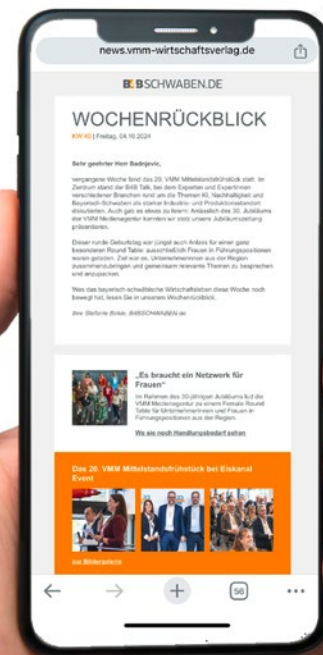 news.vmm-wirtschaftsverlag.de
B4BSCHWABEN.DE
WOCHENRÜCKBLICK
KW 40 | Freitag, 04.10.2024
Sehr geehrter Herr Badnjevic,
vergangene Woche fand das 26. VMM Mittelstandsfrühstück statt. Im
Zentrum stand der B4B Talk, bei dem Experten und Expertinnen
verschiedener Branchen rund um die Themen KI, Nachhaltigkeit und
Bayerisch-Schwaben als starker Industrie- und Produktionsstandort
diskutierten. Auch gab es etwas zu feiern: Anlässlich des 30. Jubiläums
der VMM Medienagentur konnten wir stolz unsere Jubiläumszeitung
präsentieren.
Dieser runde Geburtstag war jüngst auch Anlass für einen ganz
besonderen Round Table: ausschließlich Frauen in Führungspositionen
waren geladen. Ziel war es, Unternehmerinnen aus der Region
zusammenzubringen und gemeinsam relevante Themen zu besprechen
und anzupacken.
Was das bayerisch-schwäbische Wirtschaftsleben diese Woche noch
bewegt hat, lesen Sie in unserem Wochenrückblick.
Ihre Stefanie B4BSCHWABEN.de
„Es braucht ein Netzwerk für
Frauen“
Im Rahmen des 30-jährigen Jubiläums lud die
VMM Medienagentur zu einem Female Round
Table für Unternehmerinnen und Frauen in
Führungspositionen aus der Region.
Wo sie noch Handlungsbedarf sehen
Das 26. VMM Mittelstandsfrühstück bei Eiskanal
Event
zur Bildergalerie
56